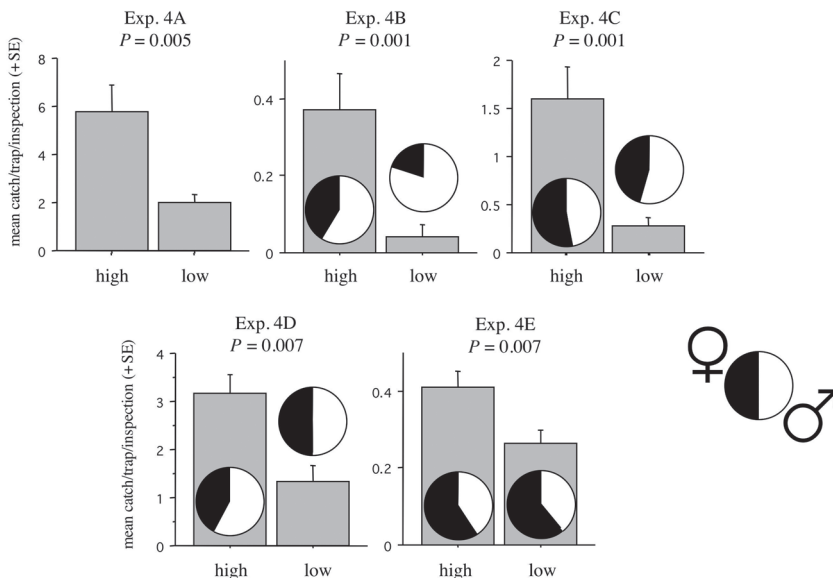 Exp. 4A
P = 0.005
Exp. 4B
P = 0.001
Exp. 4C
P = 0.001
mean catch/trap/inspection (+SE)
8
6
4
2
0
high
low
0.4
0.2
0
high
low
2
1.5
1
0.5
0
high
low
Exp. 4D
P = 0.007
Exp. 4E
P = 0.007
mean catch/trap/inspection (+SE)
4
3
2
1
0
high
low
0.4
0.2
0
high
low
♀
♂